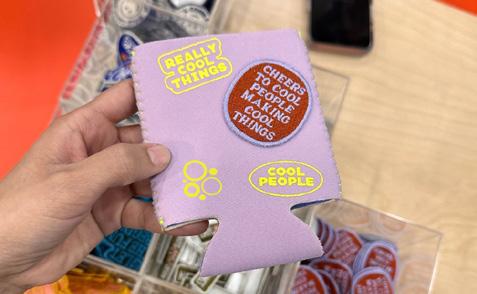 REALLY
COOL
THINGS
CHEERS
TO COOL
PEOPLE
MAKING
COOL
THINGS
COOL
PEOPLE